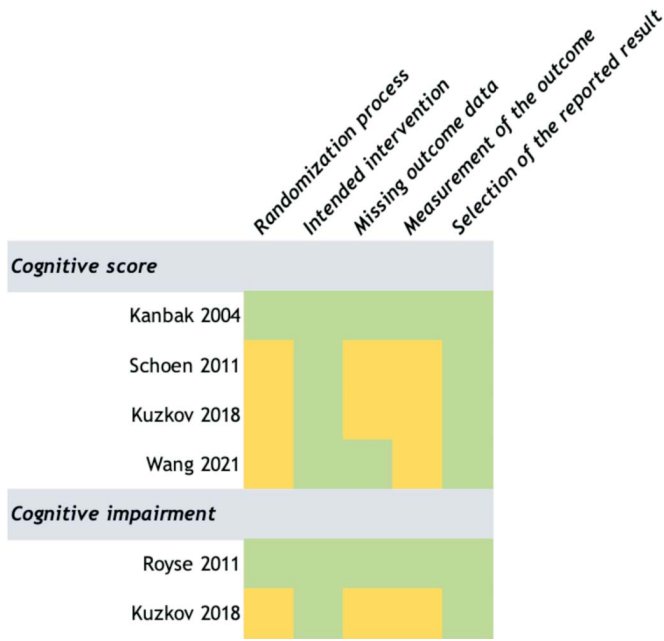 Randomization process
Intended intervention
Missing outcome data
Measurement of the outcome
Selection of the reported result
Cognitive score
Kanbak 2004
Schoen 2011
Kuzkov 2018
Wang 2021
Cognitive impairment
Royse 2011
Kuzkov 2018